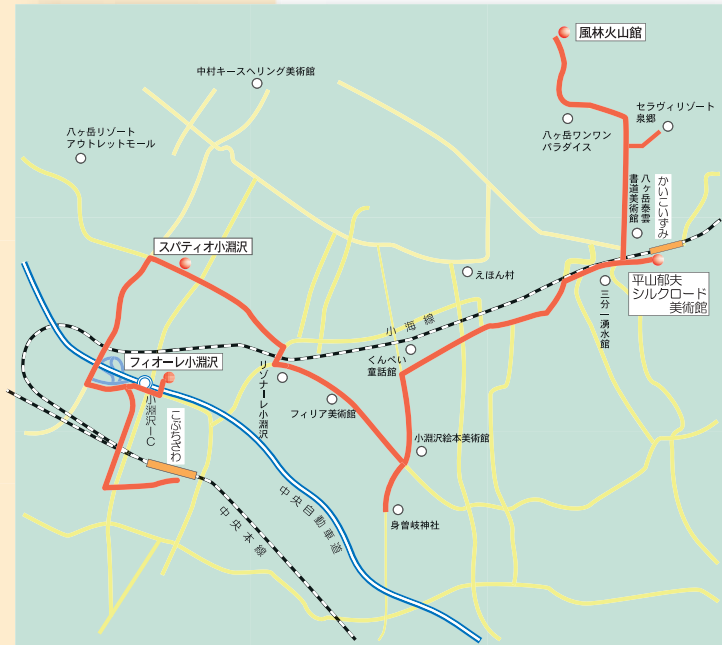 風林火山館
中村キースヘリング美術館
八ヶ岳リゾート
アウトレットモール
セラヴィリゾート
泉郷
八ヶ岳ワンワン
パラダイス
八ヶ岳泰雲
書道美術館
かいこいずみ
スパティオ小淵沢
えほん村
平山郁夫
シルクロード
美術館
三分一湧水館
小海線
フィオーレ小淵沢
くんぺい
童話館
リゾナーレ小淵沢
フィリア美術館
小淵沢IC
こぶちざわ
小淵沢絵本美術館
中央自動車道
中央本線
身曽岐神社